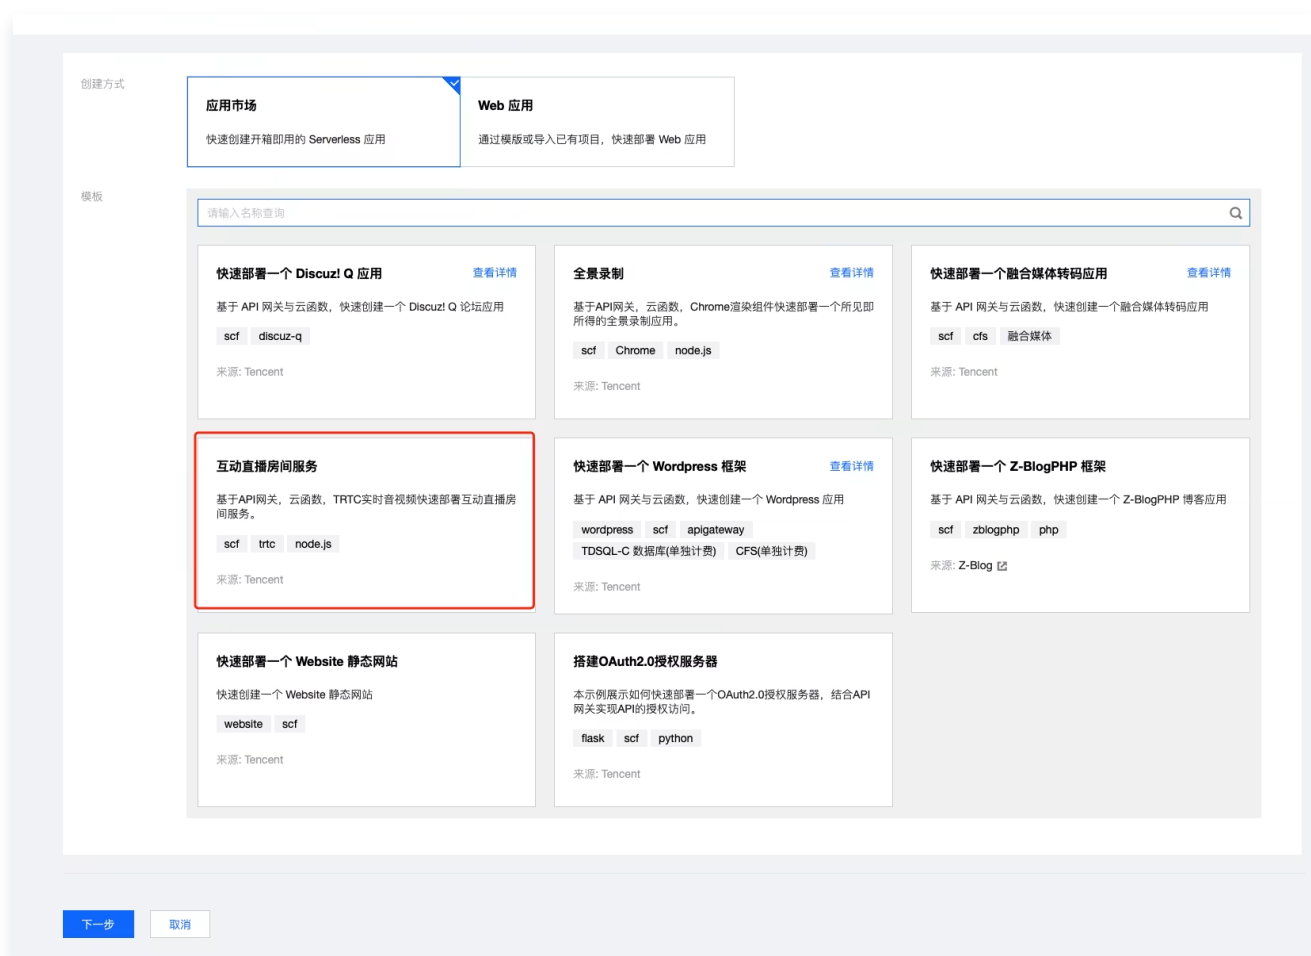 创建方式
应用市场
快速创建开箱即用的 Serverless 应用
Web 应用
通过模版或导入已有项目，快速部署 Web 应用
模板
请输入名称查询
快速部署一个 Discuz! Q 应用
查看详情
基于 API 网关与云函数，快速创建一个 Discuz! Q 论坛应用
scf
discuz-q
来源: Tencent
全景录制
查看详情
基于API网关，云函数，Chrome渲染组件快速部署一个所见即
所得的全景录制应用。
scf
Chrome
node.js
来源: Tencent
快速部署一个融合媒体转码应用
查看详情
基于 API 网关与云函数，快速创建一个融合媒体转码应用
scf
cfs
融合媒体
来源: Tencent
互动直播房间服务
基于API网关，云函数，TRTC实时音视频快速部署互动直播房
间服务。
scf
trtc
node.js
来源: Tencent
快速部署一个 Wordpress 框架
查看详情
基于 API 网关与云函数，快速创建一个 Wordpress 应用
wordpress
scf
apigateway
TDSQL-C 数据库(单独计费)
CFS(单独计费)
来源: Tencent
快速部署一个 Z-BlogPHP 框架
基于 API 网关与云函数，快速创建一个 Z-BlogPHP 博客应用
scf
zblogphp
php
来源: Z-Blog
快速部署一个 Website 静态网站
快速创建一个 Website 静态网站
website
scf
来源: Tencent
搭建OAuth2.0授权服务器
本示例展示如何快速部署一个OAuth2.0授权服务器，结合API
网关实现API的授权访问。
flask
scf
python
来源: Tencent
下一步
取消